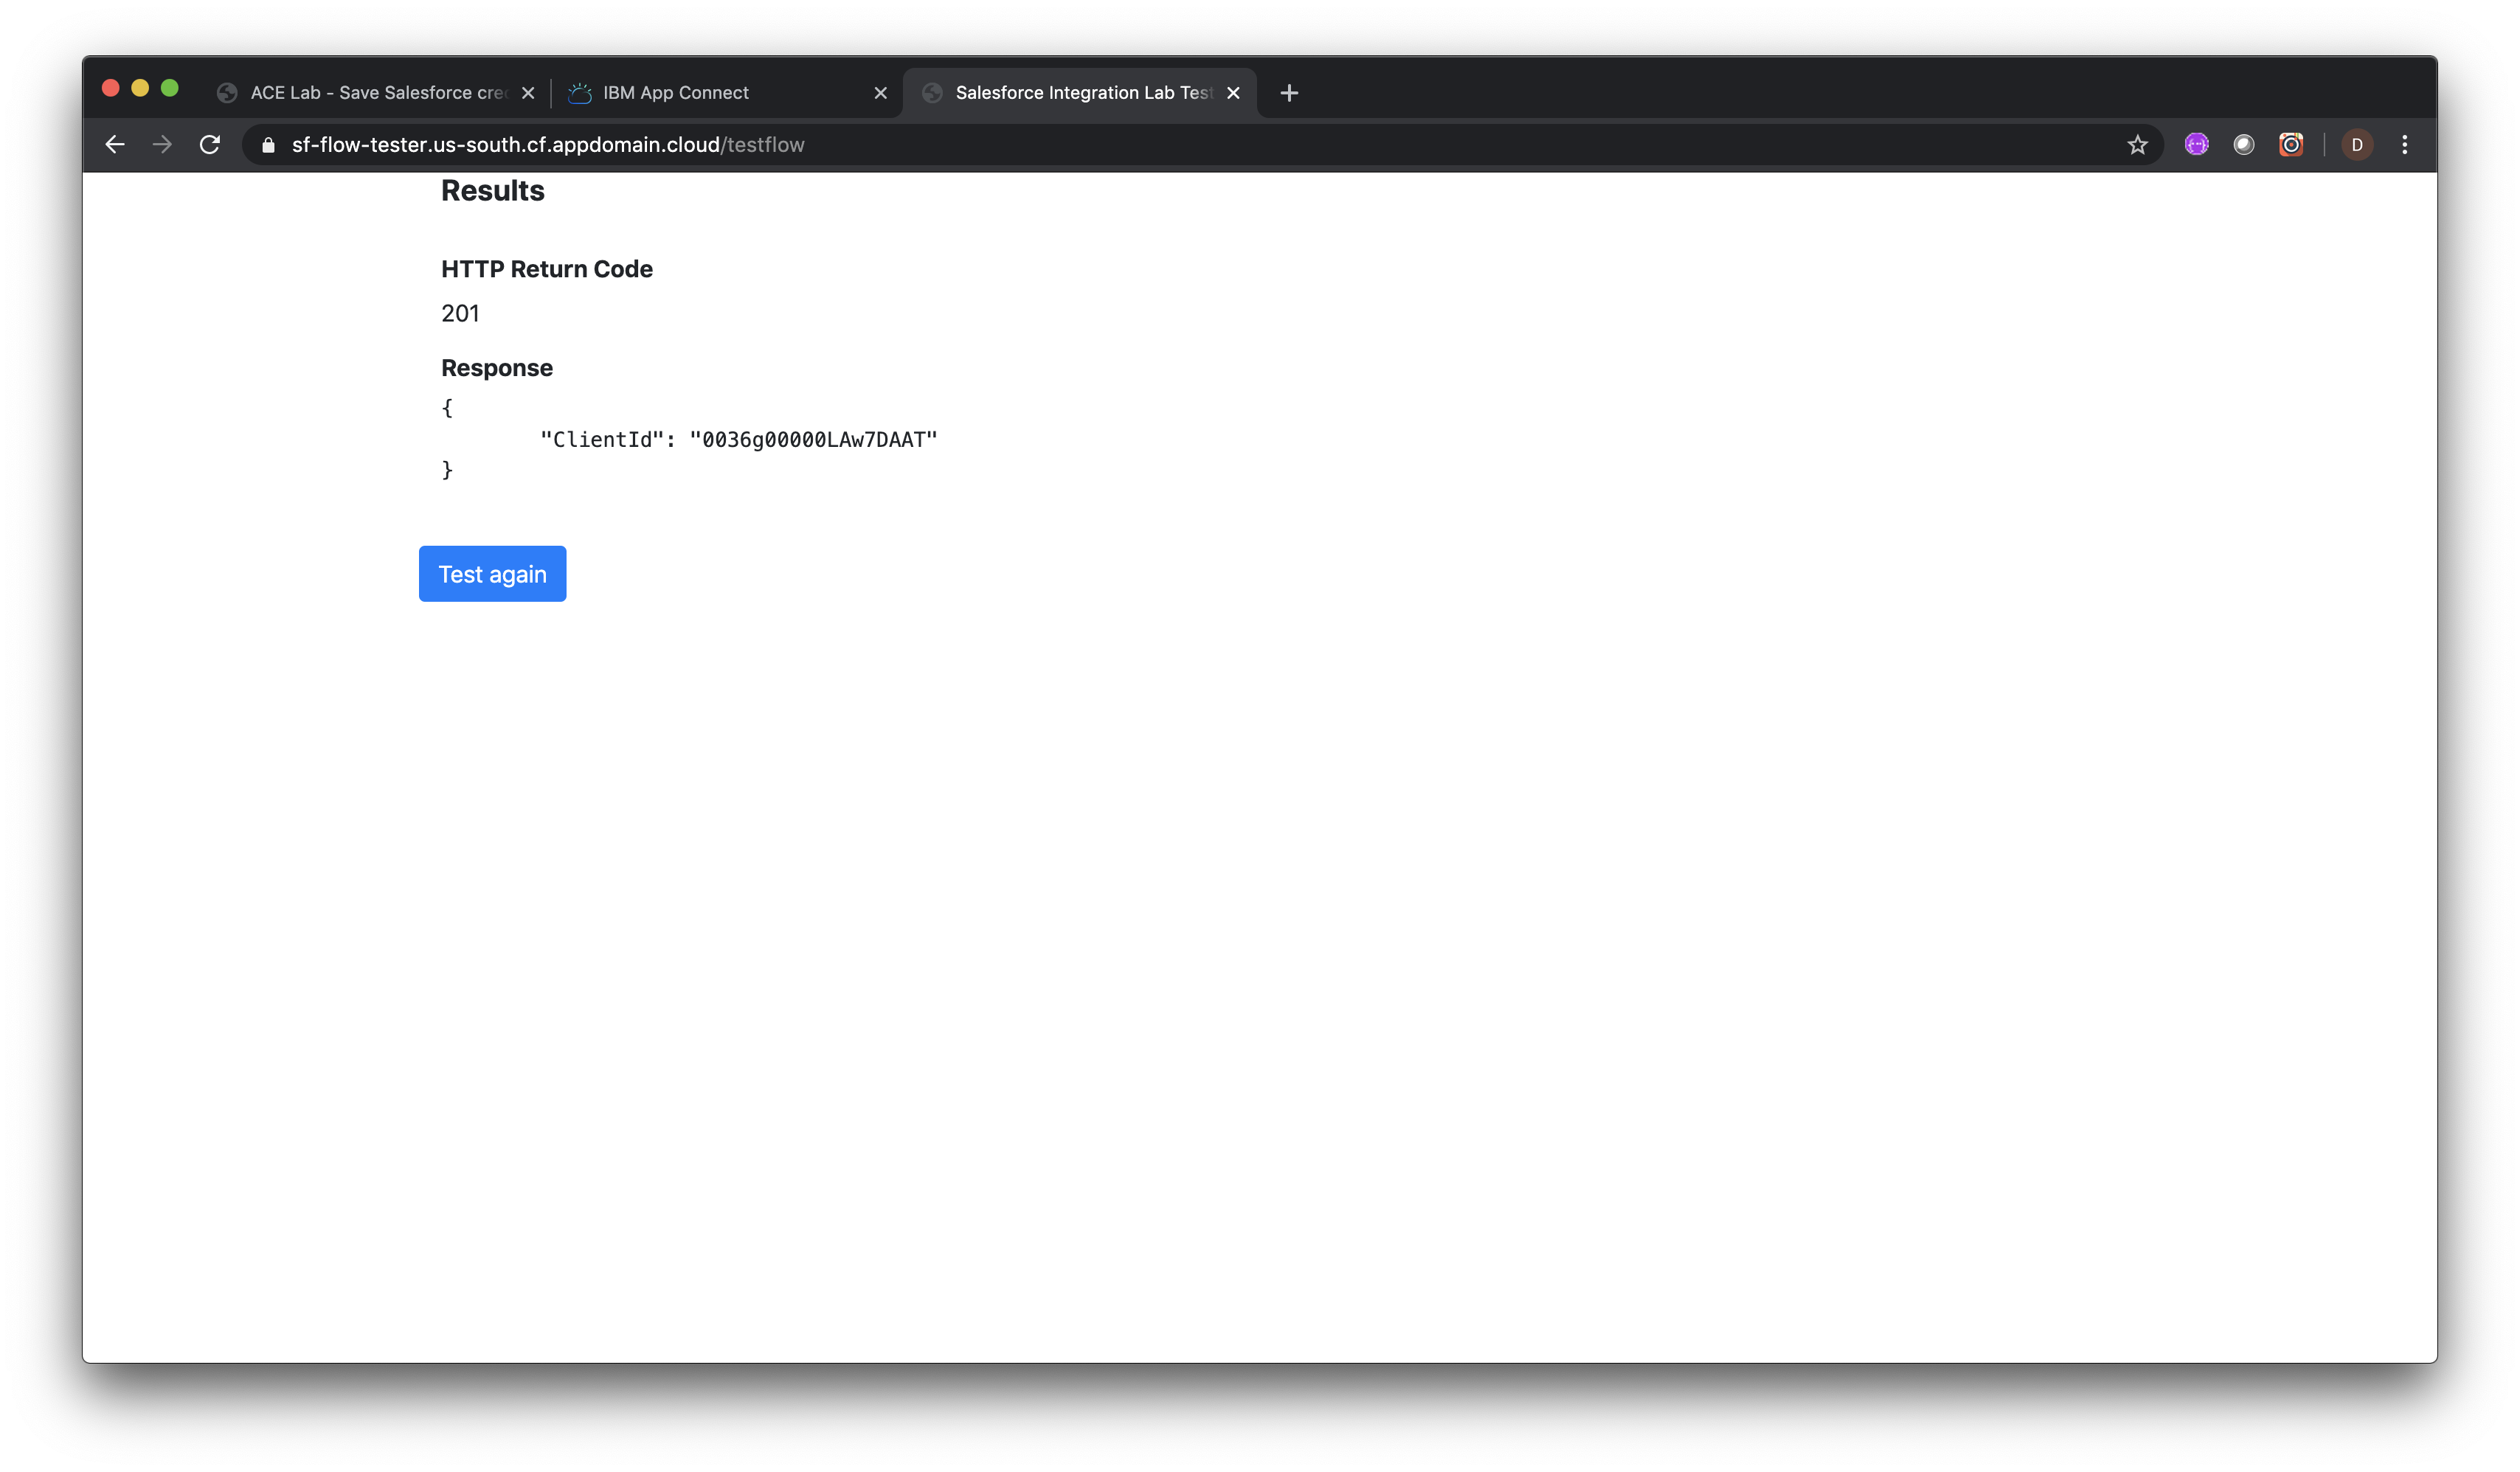 ACE Lab - Save Salesforce cre
IBM App Connect
Salesforce Integration Lab Test
sf-flow-tester.us-south.cf.appdomain.cloud/testflow
D
Results
HTTP Return Code
201
Response
{
"ClientId": "0036g00000LAw7DAAT"
}
Test again